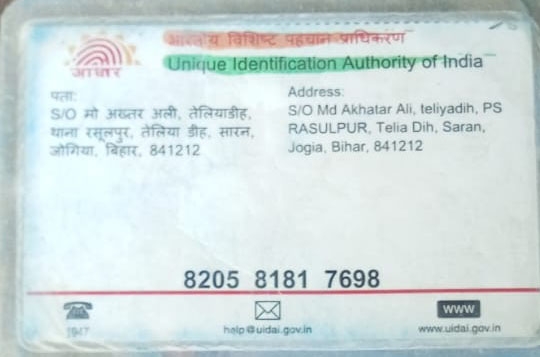 भारतीय विशिष्ट पहचान प्राधिकरण
Unique Identification Authority of India
आधार
पता:
S/O मो अख्तर अली, तेलियाडीह,
थाना रसूलपुर, तेलिया डीह, सारन,
जोगिया, बिहार, 841212
Address:
S/O Md Akhatar Ali, teliyadih, PS
RASULPUR, Telia Dih, Saran,
Jogia, Bihar, 841212
8205 8181 7698
1947
help@uidai.gov.in
www
www.uidai.gov.in